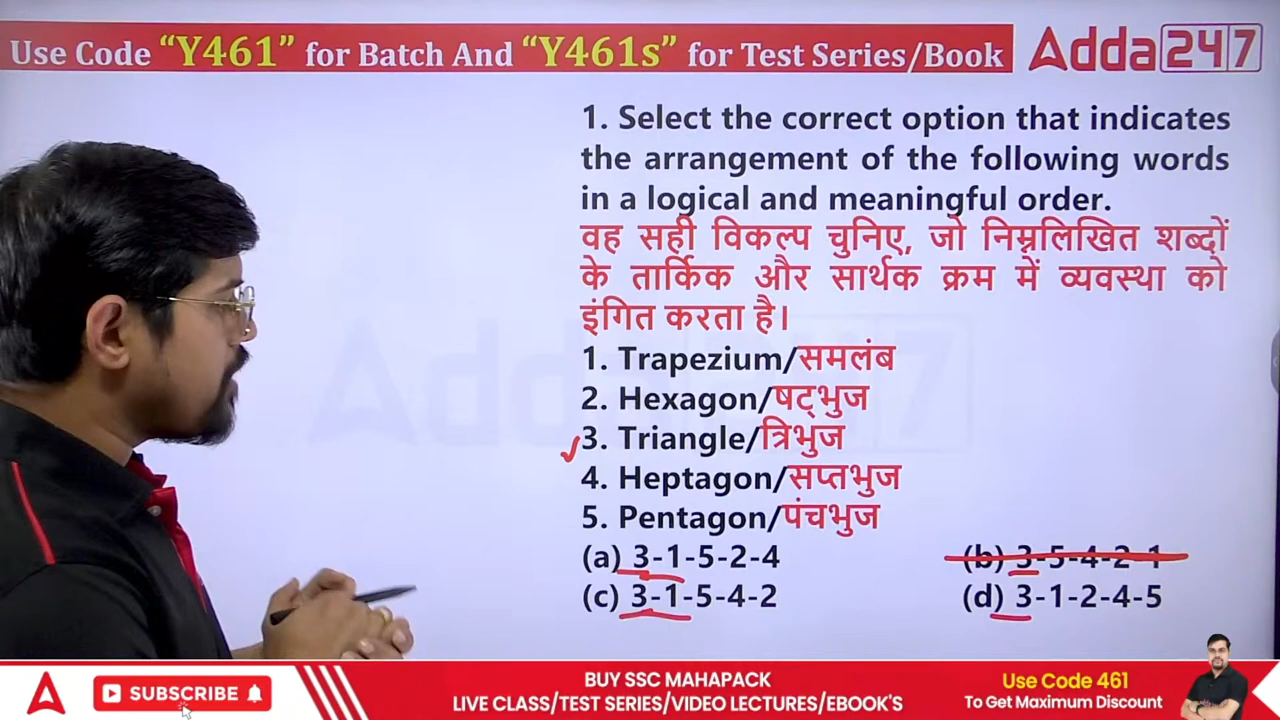 Use Code “Y461” for Batch And “Y461s” for Test Series/Book
Adda247
1. Select the correct option that indicates
the arrangement of the following words
in a logical and meaningful order.
वह सही विकल्प चुनिए, जो निम्नलिखित शब्दों
के तार्किक और सार्थक क्रम में व्यवस्था को
इंगित करता है।
1. Trapezium/समलंब
2. Hexagon/षट्भुज
3. Triangle/त्रिभुज
4. Heptagon/सप्तभुज
5. Pentagon/पंचभुज
(a) 3-1-5-2-4 (b) 3-5-4-2-1
(c) 3-1-5-4-2 (d) 3-1-2-4-5
SUBSCRIBE
BUY SSC MAHAPACK
LIVE CLASS/TEST SERIES/VIDEO LECTURES/EBOOK'S
Use Code 461
To Get Maximum Discount